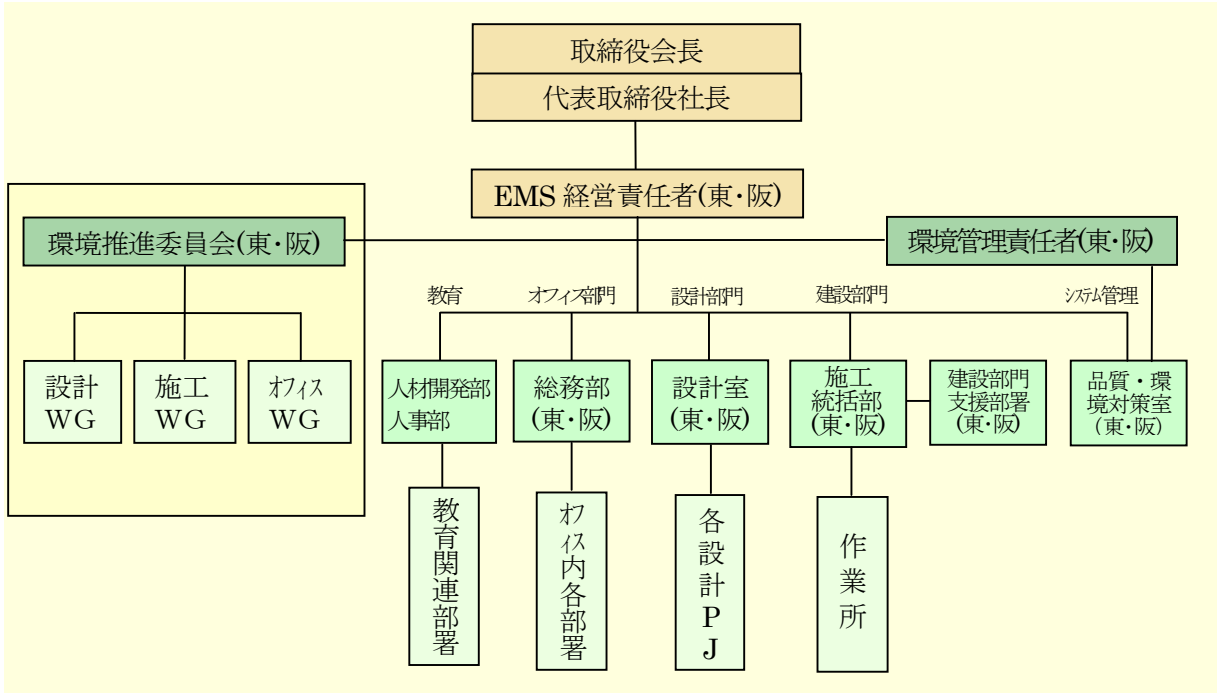 取締役会長
代表取締役社長
EMS 経営責任者(東・阪)
環境推進委員会(東・阪)
環境管理責任者(東・阪)
教育
オフィス部門
設計部門
建設部門
システム管理
設計
WG
施工
WG
オフィス
WG
人材開発部
人事部
総務部
(東・阪)
設計室
(東・阪)
施工
統括部
(東・阪)
建設部門
支援部署
(東・阪)
品質・環
境対策室
(東・阪)
教育関連部署
オフィス内各部署
各設計PJ
作業所